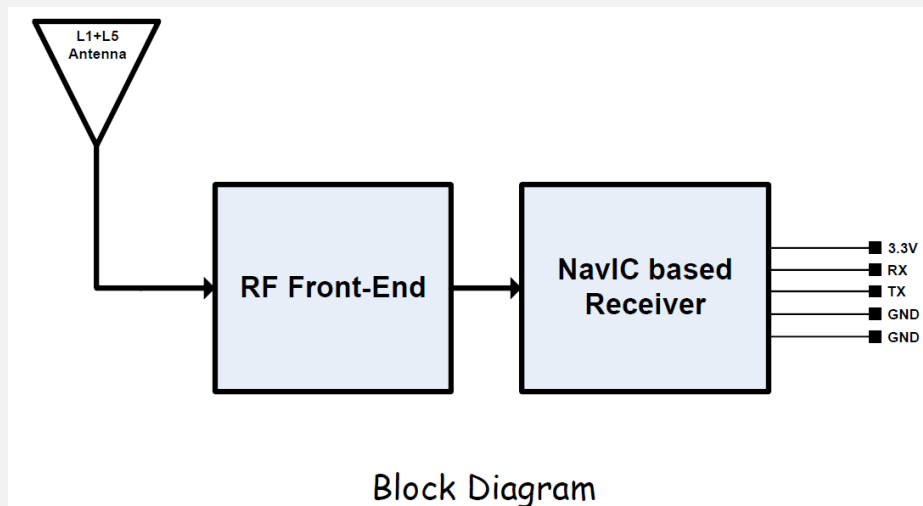 L1+L5
Antenna
RF Front-End
NavIC based
Receiver
3.3V
RX
TX
GND
GND
Block Diagram